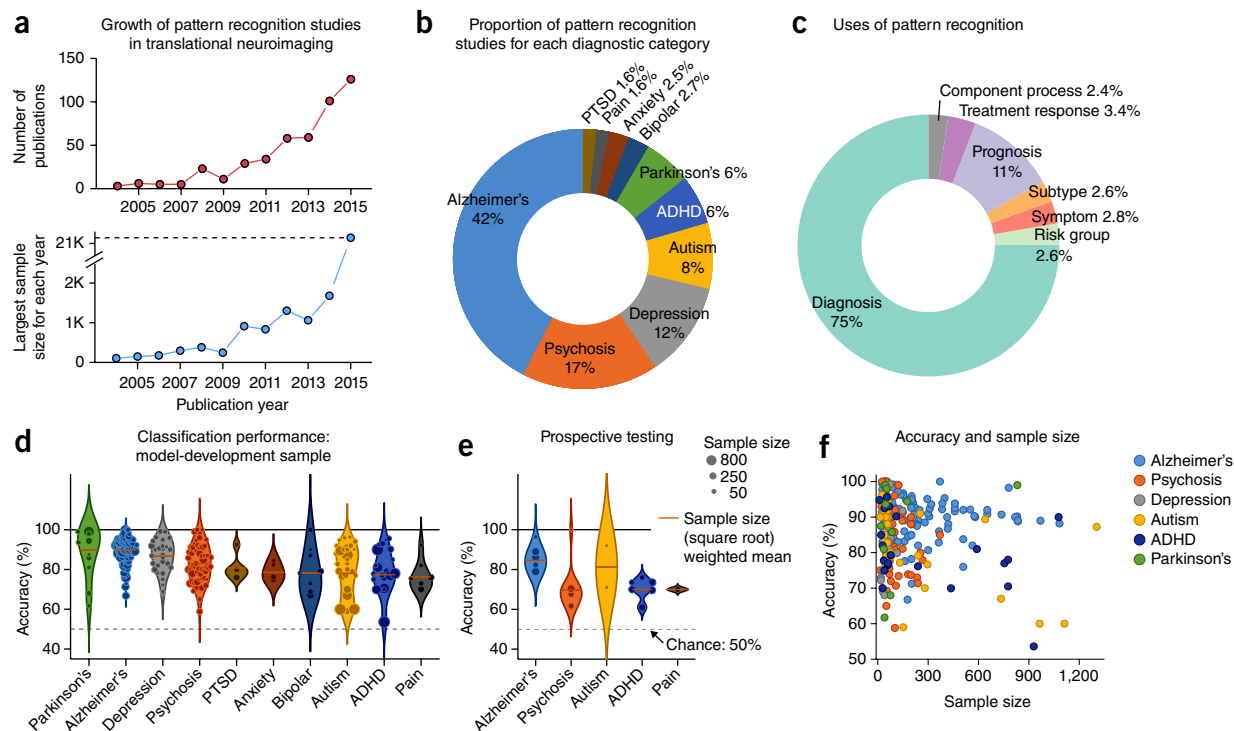 a
Growth of pattern recognition studies
in translational neuroimaging
Number of
publications
150
100
50
0
2005
2007
2009
2011
2013
2015
Largest sample
size for each year
21K
2K
1K
0
2005
2007
2009
2011
2013
2015
Publication year
b
Proportion of pattern recognition
studies for each diagnostic category
PTSD 1.6%
Pain 1.6%
Anxiety 2.5%
Bipolar 2.7%
Parkinson's 6%
ADHD 6%
Autism
8%
Depression
12%
Psychosis
17%
Alzheimer's
42%
c
Uses of pattern recognition
Component process 2.4%
Treatment response 3.4%
Prognosis
11%
Subtype 2.6%
Symptom 2.8%
Risk group
2.6%
Diagnosis
75%
d
Classification performance:
model-development sample
Accuracy (%)
100
80
60
40
Parkinson's
Alzheimer's
Depression
Psychosis
PTSD
Anxiety
Bipolar
Autism
ADHD
Pain
e
Prospective testing
Sample size
800
250
50
Sample size
(square root)
weighted mean
Accuracy (%)
100
80
60
40
Chance: 50%
Alzheimer's
Psychosis
Autism
ADHD
Pain
f
Accuracy and sample size
Accuracy (%)
100
90
80
70
60
50
0
300
600
900
1,200
Sample size
Alzheimer's
Psychosis
Depression
Autism
ADHD
Parkinson's